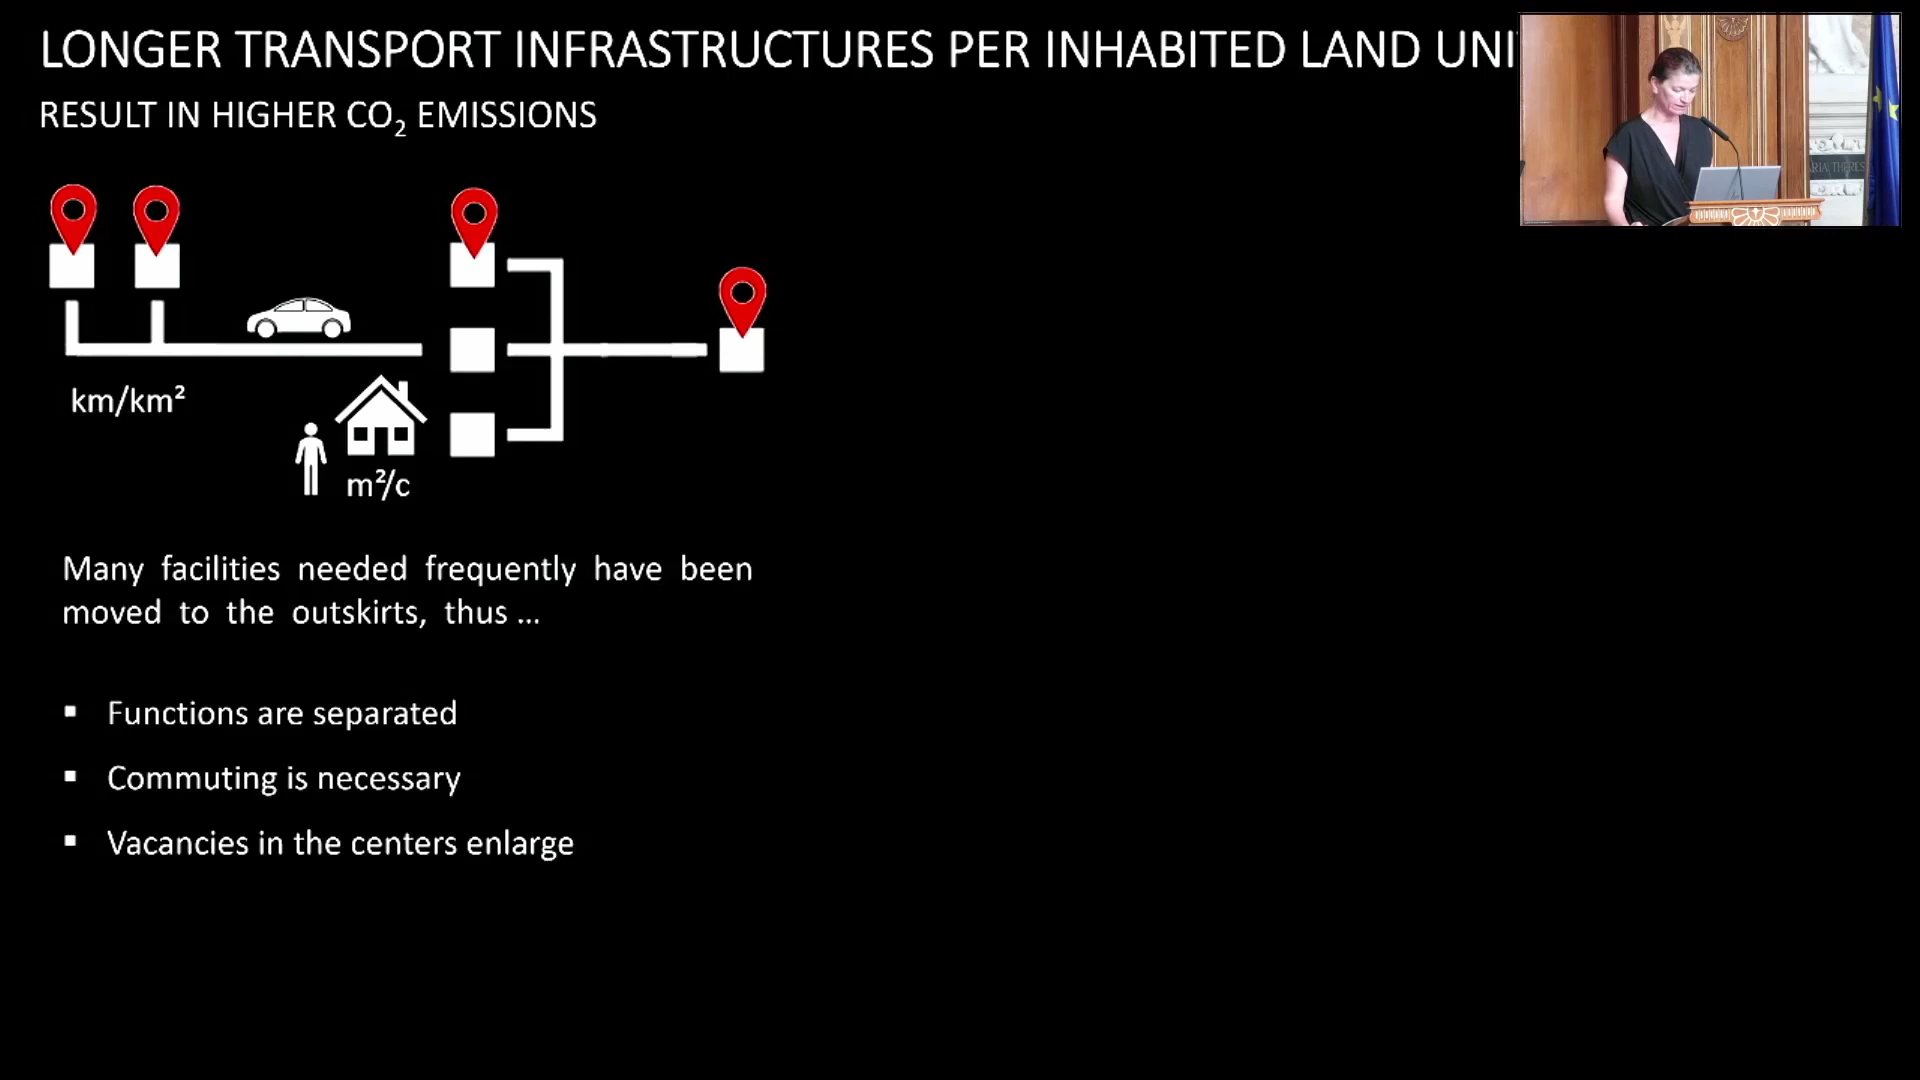 LONGER TRANSPORT INFRASTRUCTURES PER INHABITED LAND
RESULT IN HIGHER CO₂ EMISSIONS
km/km²
m²/c
Many facilities needed frequently have been
moved to the outskirts, thus ...
▪ Functions are separated
▪ Commuting is necessary
▪ Vacancies in the centers enlarge